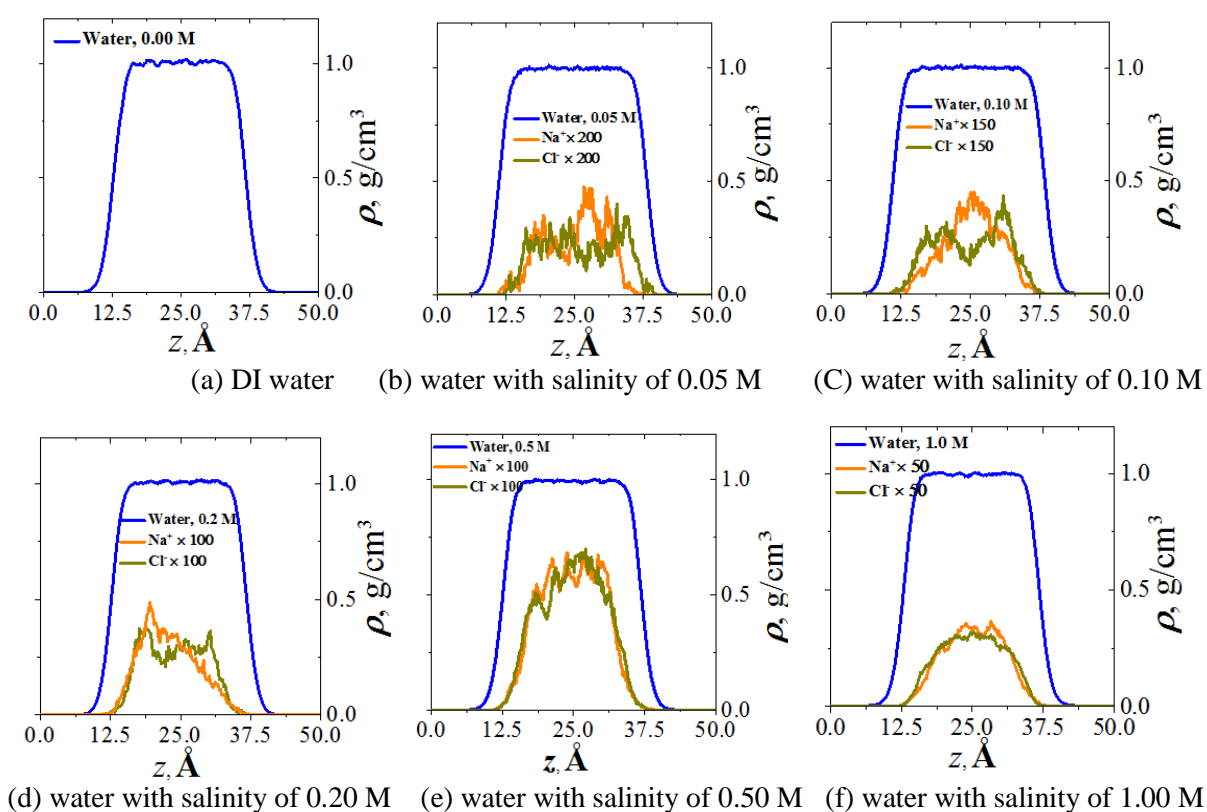 Water, 0.00 M
1.0
0.5
0.0
ρ, g/cm³
0.0 12.5 25.0 37.5 50.0
z, Å
(a) DI water
Water, 0.05 M
Na⁺×200
Cl⁻×200
1.0
0.5
0.0
ρ, g/cm³
0.0 12.5 25.0 37.5 50.0
z, Å
(b) water with salinity of 0.05 M
Water, 0.10 M
Na⁺×150
Cl⁻×150
1.0
0.5
0.0
ρ, g/cm³
0.0 12.5 25.0 37.5 50.0
z, Å
(C) water with salinity of 0.10 M
Water, 0.2 M
Na⁺×100
Cl⁻×100
1.0
0.5
0.0
ρ, g/cm³
0.0 12.5 25.0 37.5 50.0
z, Å
(d) water with salinity of 0.20 M
Water, 0.5 M
Na⁺×100
Cl⁻×100
1.0
0.5
0.0
ρ, g/cm³
0.0 12.5 25.0 37.5 50.0
z, Å
(e) water with salinity of 0.50 M
Water, 1.0 M
Na⁺× 50
Cl⁻× 50
1.0
0.5
0.0
ρ, g/cm³
0.0 12.5 25.0 37.5 50.0
z, Å
(f) water with salinity of 1.00 M